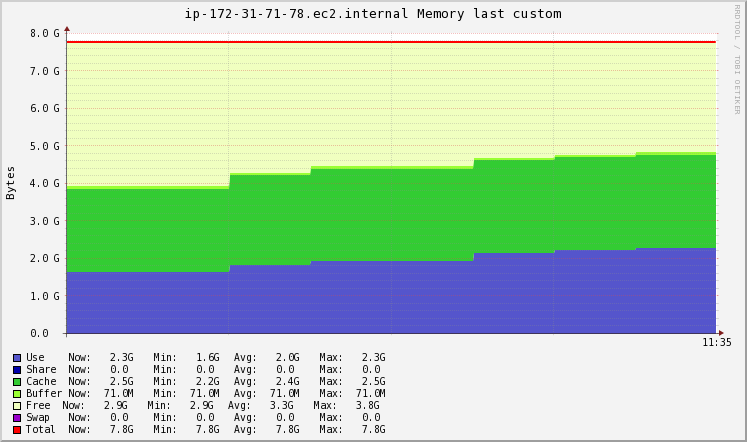 ip-172-31-71-78.ec2.internal Memory last custom
RRDTOOL / TOBI OETIKER
Bytes
8.0 G
7.0 G
6.0 G
5.0 G
4.0 G
3.0 G
2.0 G
1.0 G
0.0
11:35
Use Now: 2.3G Min: 1.6G Avg: 2.0G Max: 2.3G
Share Now: 0.0 Min: 0.0 Avg: 0.0 Max: 0.0
Cache Now: 2.5G Min: 2.2G Avg: 2.4G Max: 2.5G
Buffer Now: 71.0M Min: 71.0M Avg: 71.0M Max: 71.0M
Free Now: 2.9G Min: 2.9G Avg: 3.3G Max: 3.8G
Swap Now: 0.0 Min: 0.0 Avg: 0.0 Max: 0.0
Total Now: 7.8G Min: 7.8G Avg: 7.8G Max: 7.8G